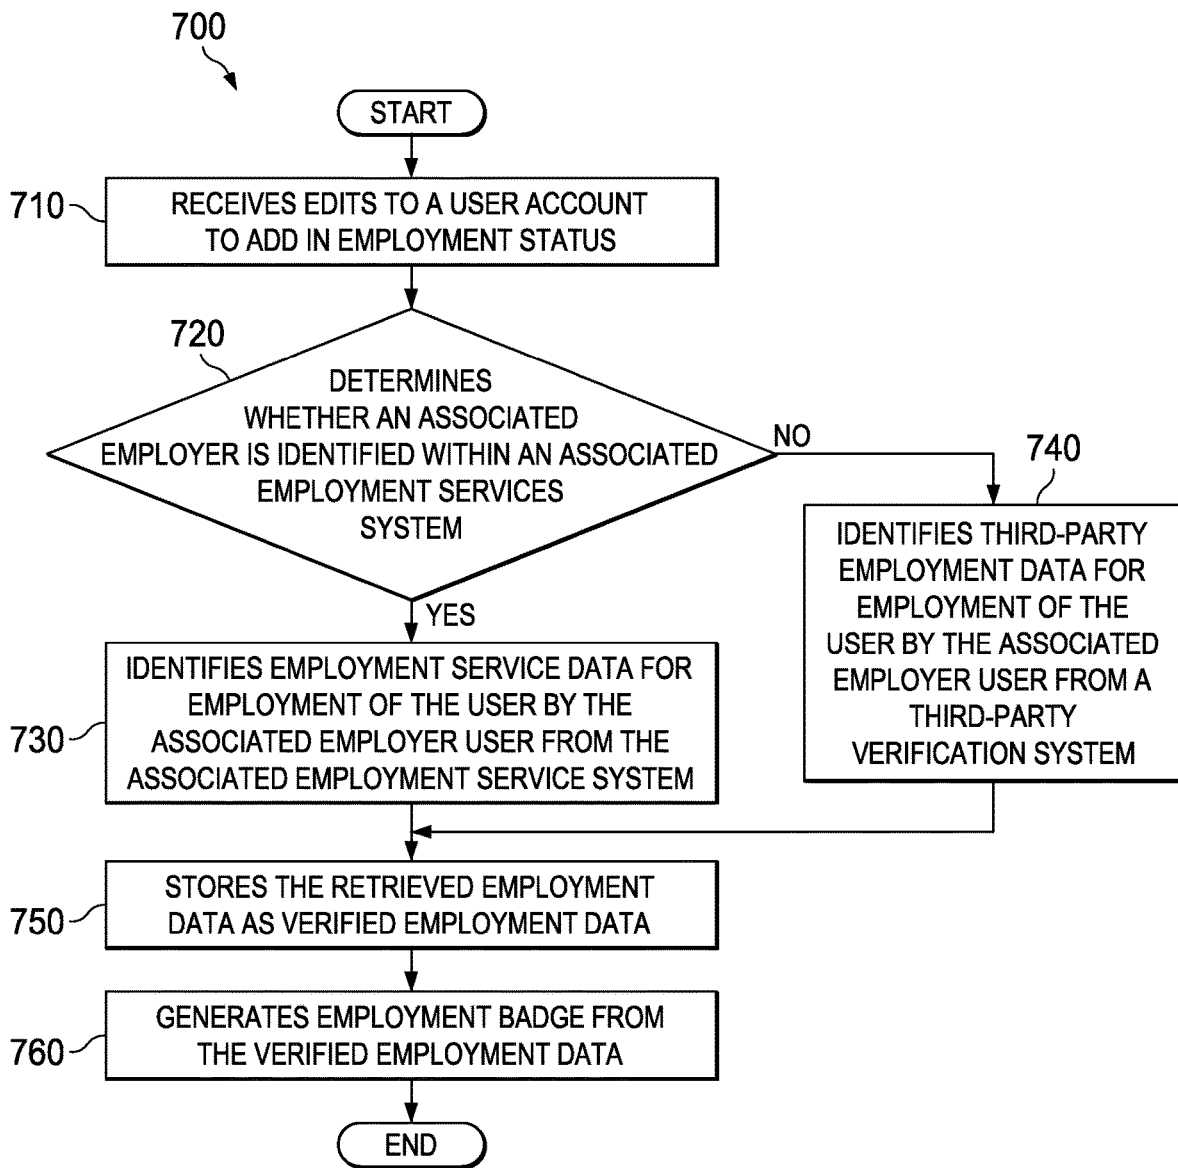 700
START
710
RECEIVES EDITS TO A USER ACCOUNT
TO ADD IN EMPLOYMENT STATUS
720
DETERMINES
WHETHER AN ASSOCIATED
EMPLOYER IS IDENTIFIED WITHIN AN ASSOCIATED
EMPLOYMENT SERVICES
SYSTEM
NO
YES
740
IDENTIFIES THIRD-PARTY
EMPLOYMENT DATA FOR
EMPLOYMENT OF THE
USER BY THE ASSOCIATED
EMPLOYER USER FROM A
THIRD-PARTY
VERIFICATION SYSTEM
730
IDENTIFIES EMPLOYMENT SERVICE DATA FOR
EMPLOYMENT OF THE USER BY THE
ASSOCIATED EMPLOYER USER FROM THE
ASSOCIATED EMPLOYMENT SERVICE SYSTEM
750
STORES THE RETRIEVED EMPLOYMENT
DATA AS VERIFIED EMPLOYMENT DATA
760
GENERATES EMPLOYMENT BADGE FROM
THE VERIFIED EMPLOYMENT DATA
END